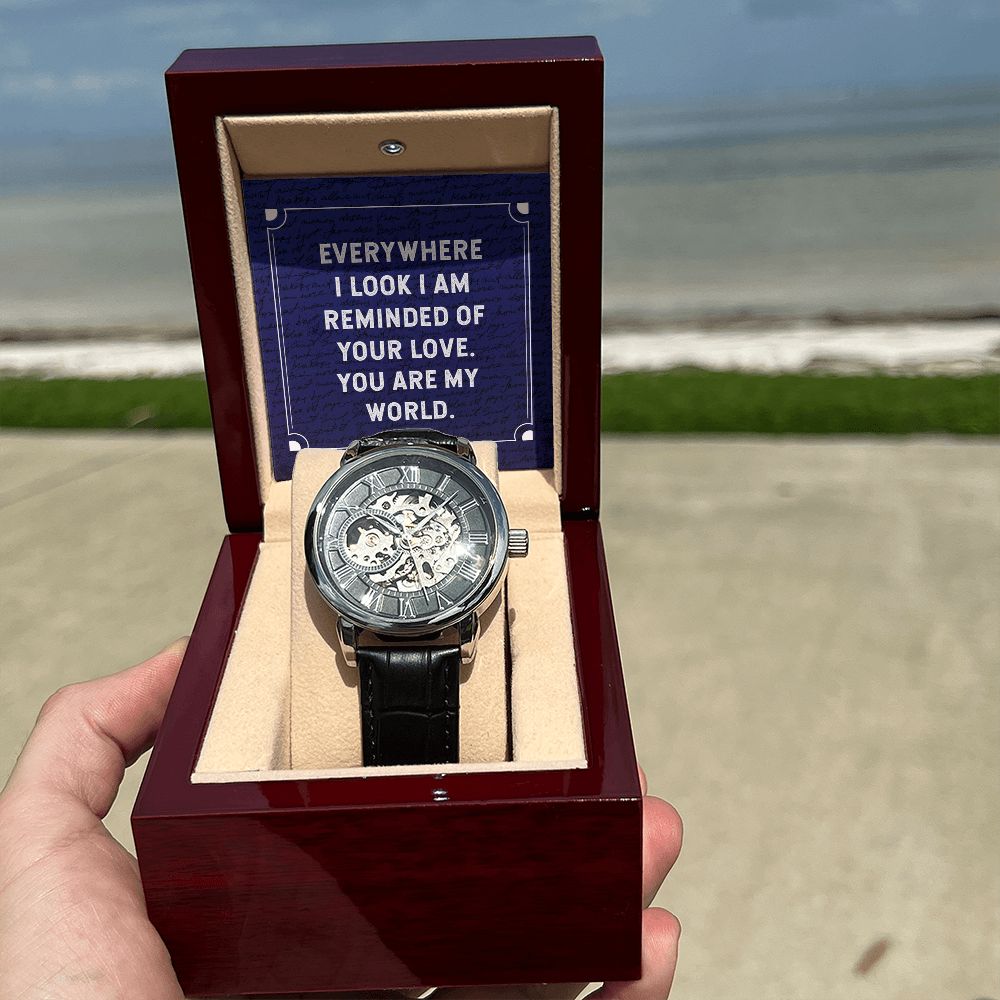 EVERYWHERE
I LOOK I AM
REMINDED OF
YOUR LOVE.
YOU ARE MY
WORLD.